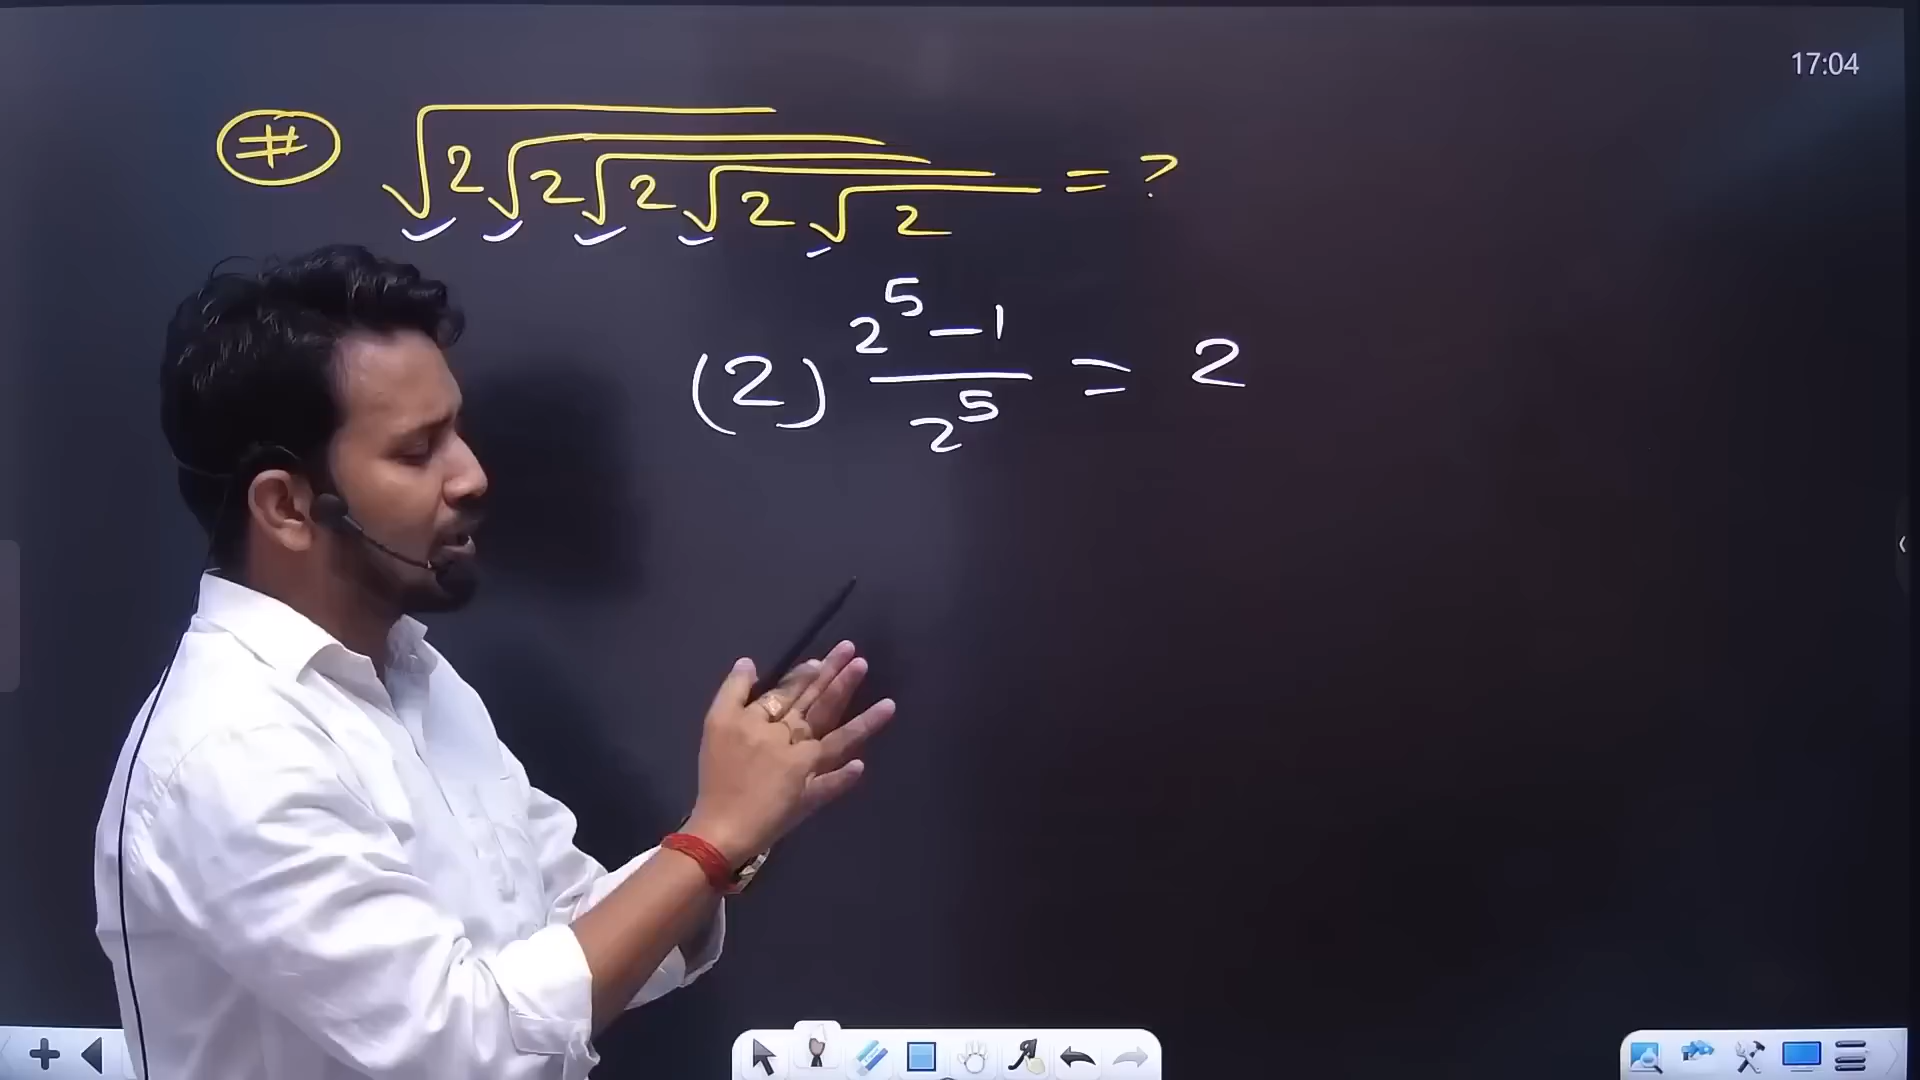 17:04
# √2√2√2√2√2 = ?
(2)^(2^5 – 1)/(2^5) = 2